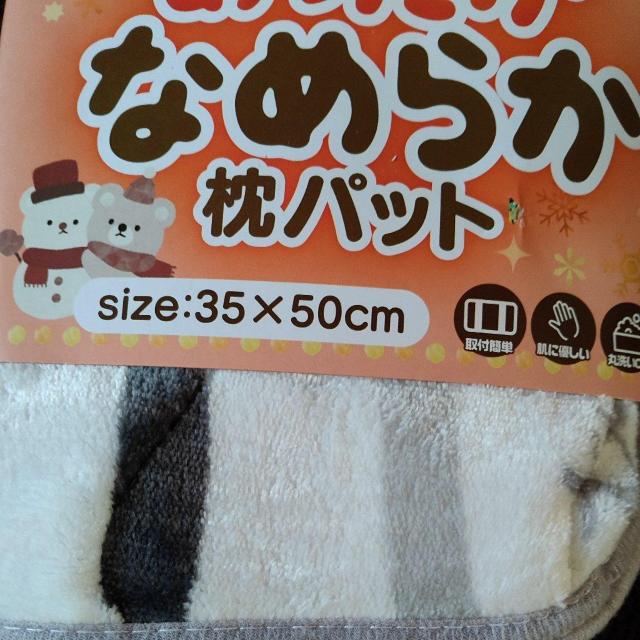 なめらか
枕パット
size:35×50cm
取付簡単
肌に優しい